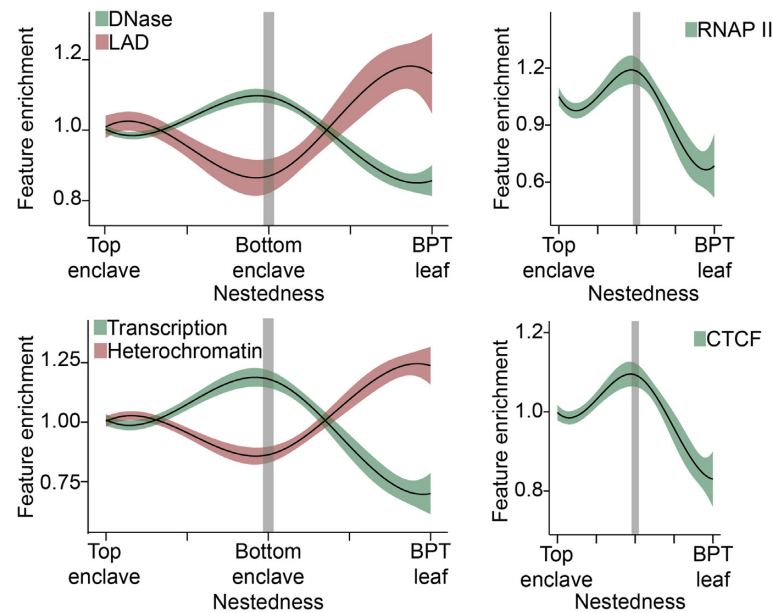 DNase
LAD
Feature enrichment
1.2
1.0
0.8
Top enclave
Bottom enclave
BPT leaf
Nestedness
RNAP II
Feature enrichment
1.2
0.9
0.6
Top enclave
BPT leaf
Nestedness
Transcription
Heterochromatin
Feature enrichment
1.25
1.00
0.75
Top enclave
Bottom enclave
BPT leaf
Nestedness
CTCF
Feature enrichment
1.2
1.0
0.8
Top enclave
BPT leaf
Nestedness